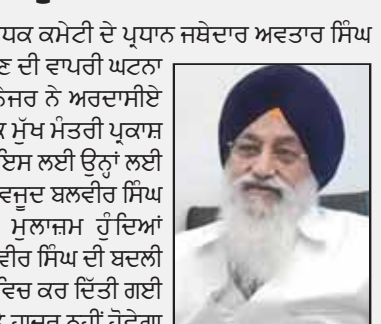 ਧਕ ਕਮੇਟੀ ਦੇ ਪ੍ਰਧਾਨ ਜਥੇਦਾਰ ਅਵਤਾਰ ਸਿੰਘ
ਣ ਦੀ ਵਾਪਰੀ ਘਟਨਾ
ਨੇਜਰ ਨੇ ਅਰਦਾਸੀਏ
ਮੁੱਖ ਮੰਤਰੀ ਪ੍ਰਕਾਸ਼
ਇਸ ਲਈ ਉਨ੍ਹਾਂ ਲਈ
ਵਜੂਦ ਬਲਵੀਰ ਸਿੰਘ
ਮੁਲਾਜ਼ਮ ਹੁੰਦਿਆਂ
ਵੀਰ ਸਿੰਘ ਦੀ ਬਦਲੀ
ਵਿਚ ਕਰ ਦਿੱਤੀ ਗਈ
ਹਾਜ਼ਰ ਨਹੀਂ ਹੋਵੇਗਾ